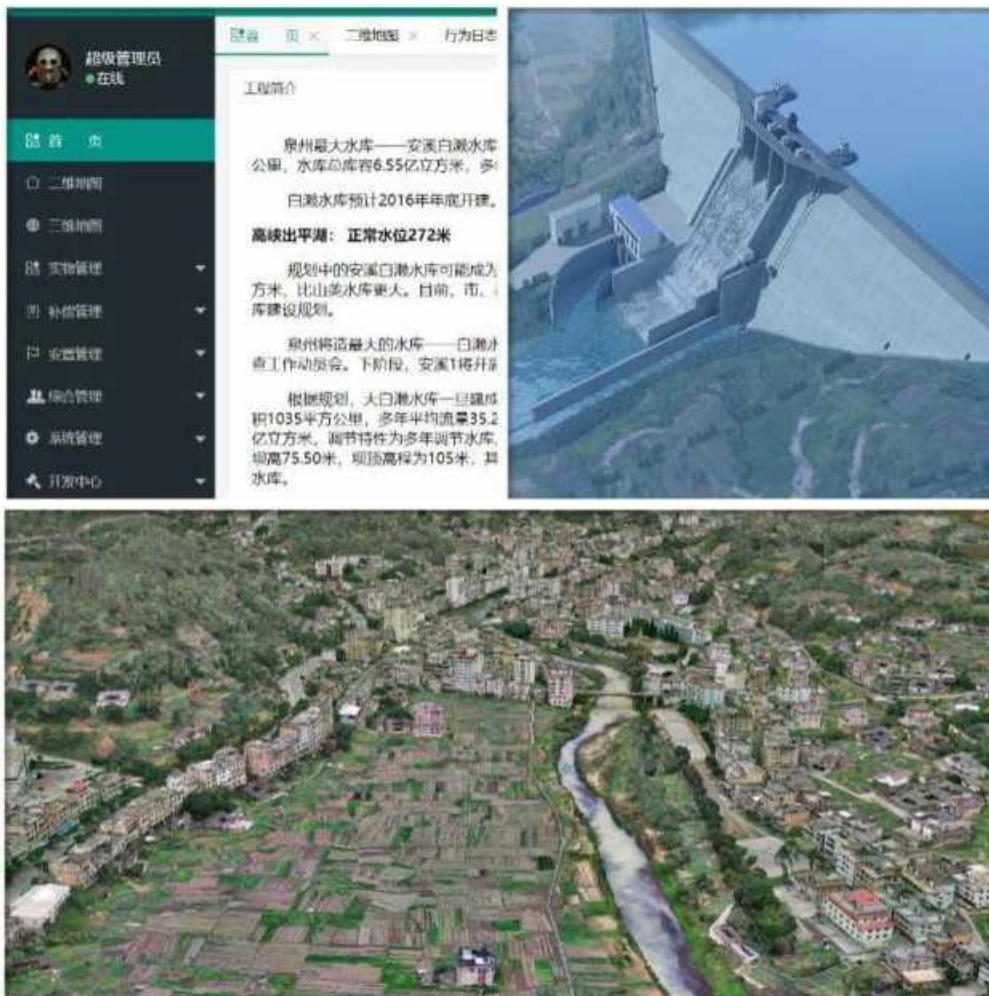 超级管理员
在线
首 页
二维地图
三维地图
实物管理
补偿管理
安置管理
综合管理
系统管理
开发中心
首 页 × 二维地图 × 行为日志
工程简介
泉州最大水库——安溪白濑水库
公里，水库总库容6.55亿立方米，多
白濑水库预计2016年年底开建。
高峡出平湖： 正常水位272米
规划中的安溪白濑水库可能成为
方米，比山美水库更大。目前，市、
库建设规划。
泉州将造最大的水库——白濑水
查工作动员会。下阶段，安溪1将开展
根据规划，大白濑水库一旦建成
积1035平方公里，多年平均流量35.2
亿立方米，调节特性为多年调节水库，
坝高75.50米，坝顶高程为105米，其
水库。